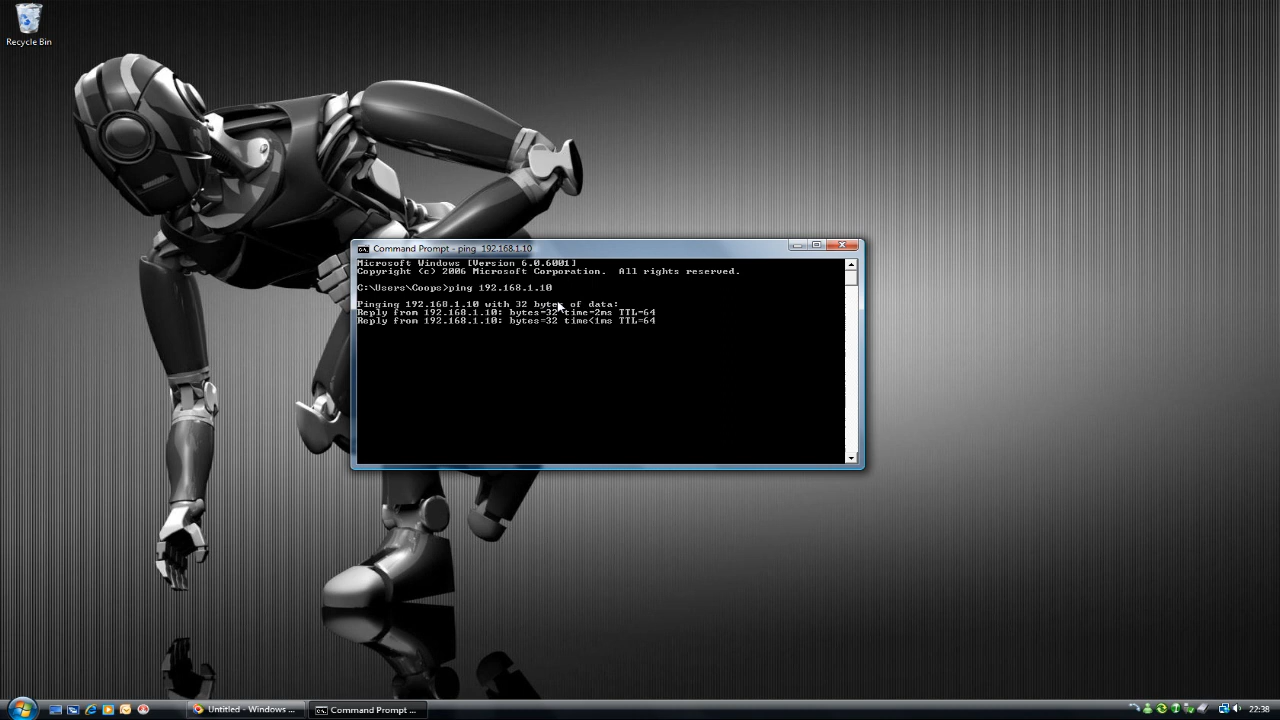 Recycle Bin
Command Prompt - ping 192.168.1.10
Microsoft Windows [Version 6.0.6001]
Copyright (c) 2006 Microsoft Corporation. All rights reserved.
C:\Users\Coops>ping 192.168.1.10
Pinging 192.168.1.10 with 32 bytes of data:
Reply from 192.168.1.10: bytes=32 time=2ms TTL=64
Reply from 192.168.1.10: bytes=32 time<1ms TTL=64
Untitled - Windows ...
Command Prompt ...
22:38